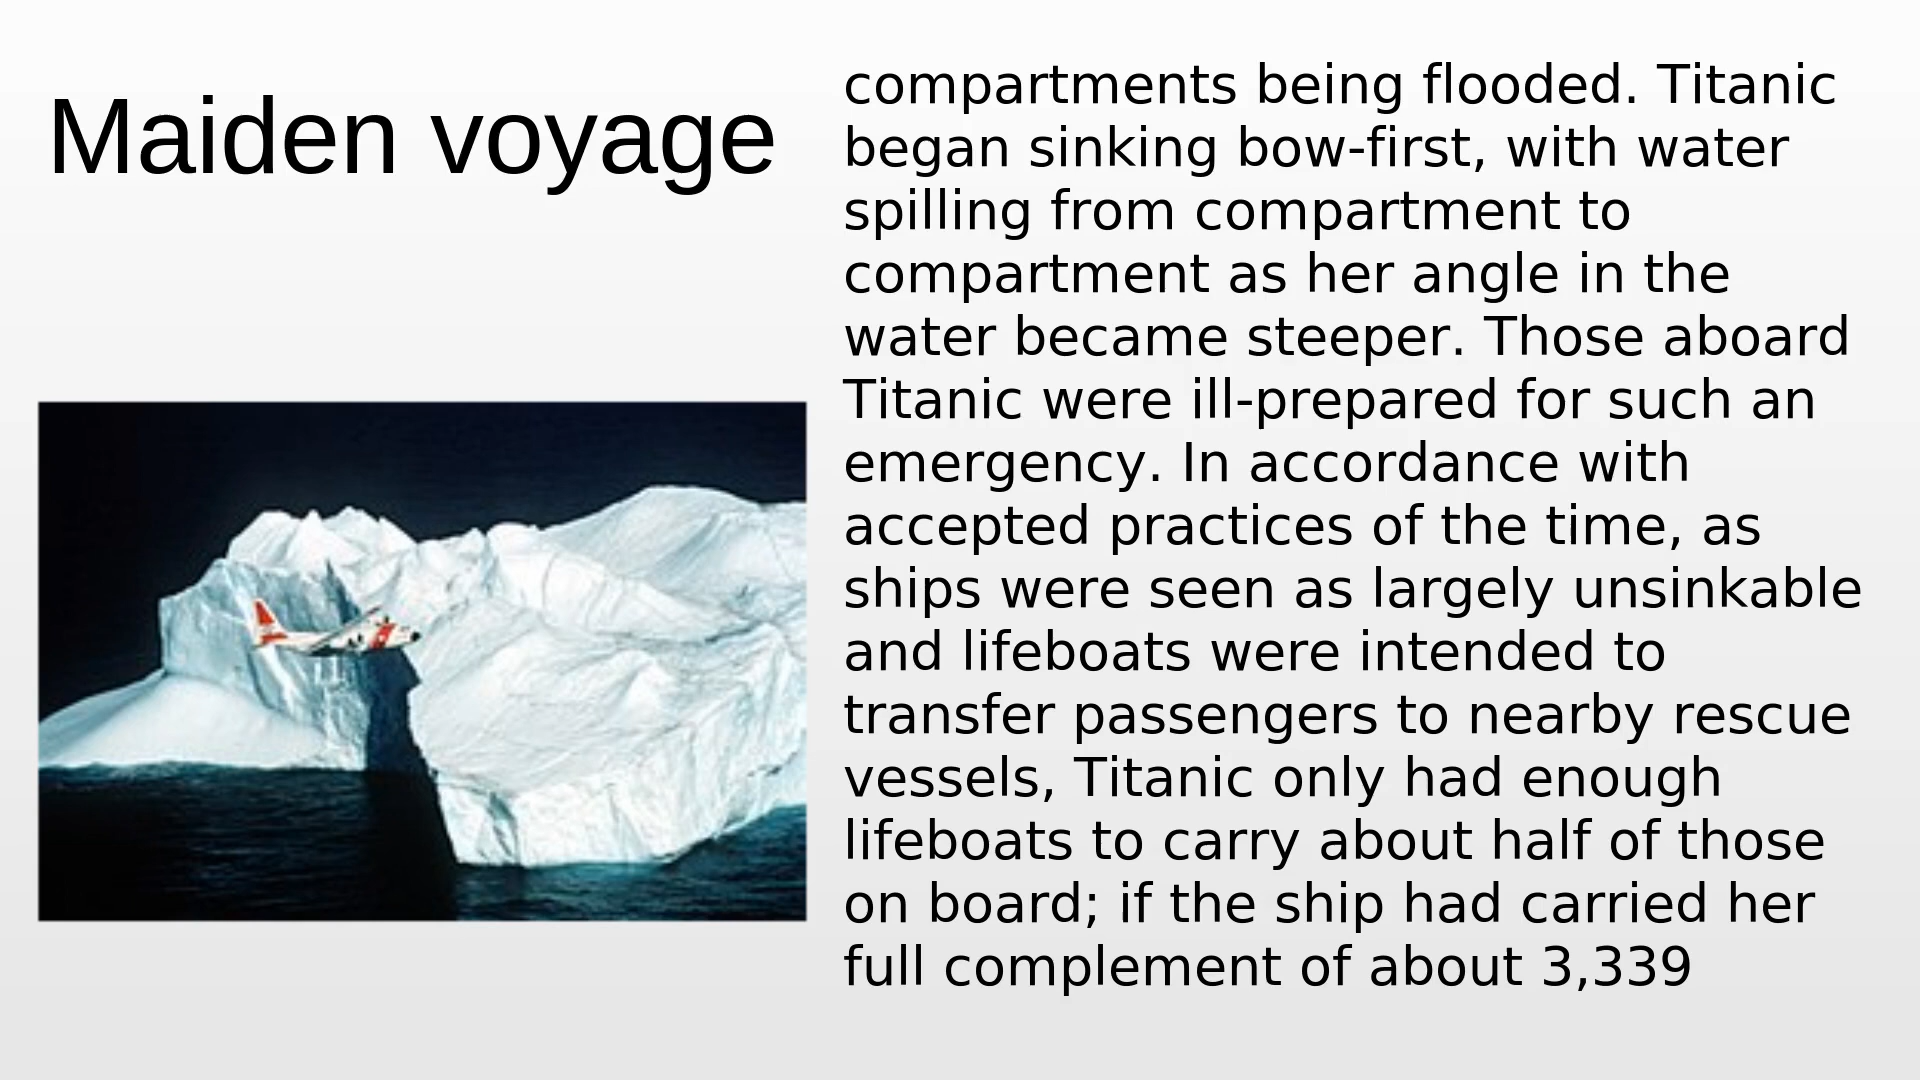 Maiden voyage
compartments being flooded. Titanic
began sinking bow-first, with water
spilling from compartment to
compartment as her angle in the
water became steeper. Those aboard
Titanic were ill-prepared for such an
emergency. In accordance with
accepted practices of the time, as
ships were seen as largely unsinkable
and lifeboats were intended to
transfer passengers to nearby rescue
vessels, Titanic only had enough
lifeboats to carry about half of those
on board; if the ship had carried her
full complement of about 3,339